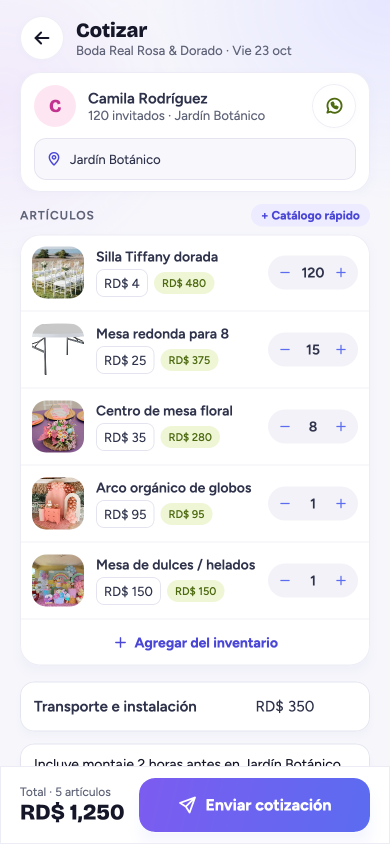 Cotizar
Boda Real Rosa & Dorado · Vie 23 oct
C
Camila Rodríguez
120 invitados · Jardín Botánico
Jardín Botánico
ARTÍCULOS
+ Catálogo rápido
Silla Tiffany dorada
RD$ 4 RD$ 480 − 120 +
Mesa redonda para 8
RD$ 25 RD$ 375 − 15 +
Centro de mesa floral
RD$ 35 RD$ 280 − 8 +
Arco orgánico de globos
RD$ 95 RD$ 95 − 1 +
Mesa de dulces / helados
RD$ 150 RD$ 150 − 1 +
+ Agregar del inventario
Transporte e instalación RD$ 350
Incluye montaje 2 horas antes en Jardín Botánico.
Total · 5 artículos
RD$ 1,250
Enviar cotización